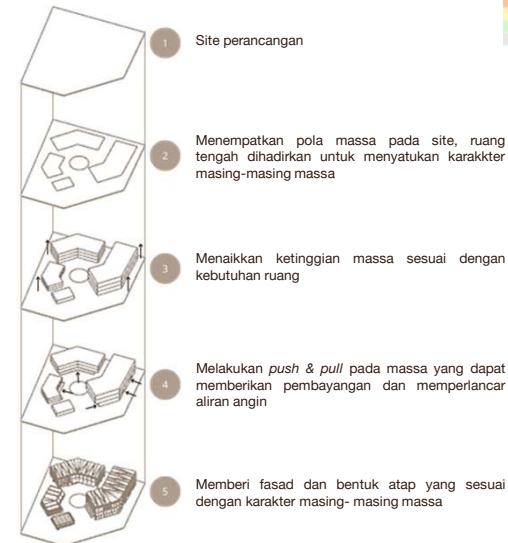 1
Site perancangan
2
Menempatkan pola massa pada site, ruang
tengah dihadirkan untuk menyatukan karakkter
masing-masing massa
3
Menaikkan ketinggian massa sesuai dengan
kebutuhan ruang
4
Melakukan push & pull pada massa yang dapat
memberikan pembayangan dan memperlancar
aliran angin
5
Memberi fasad dan bentuk atap yang sesuai
dengan karakter masing- masing massa